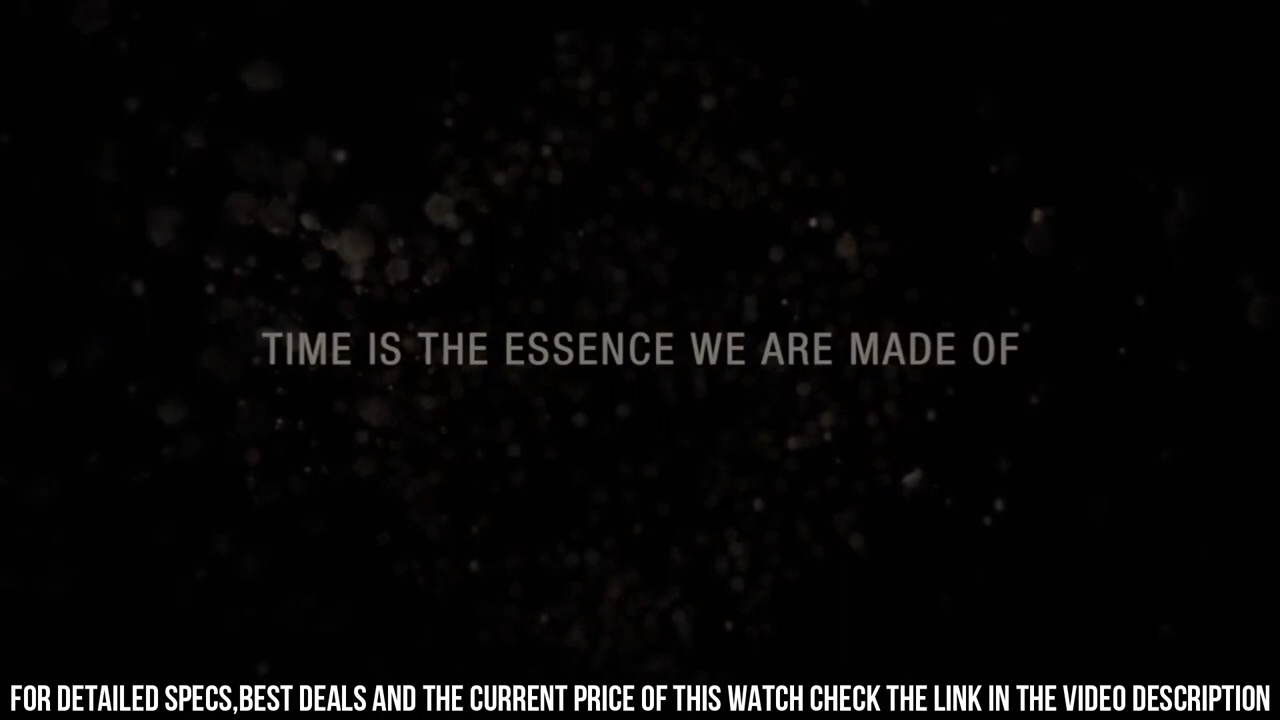 TIME IS THE ESSENCE WE ARE MADE OF
FOR DETAILED SPECS,BEST DEALS AND THE CURRENT PRICE OF THIS WATCH CHECK THE LINK IN THE VIDEO DESCRIPTION